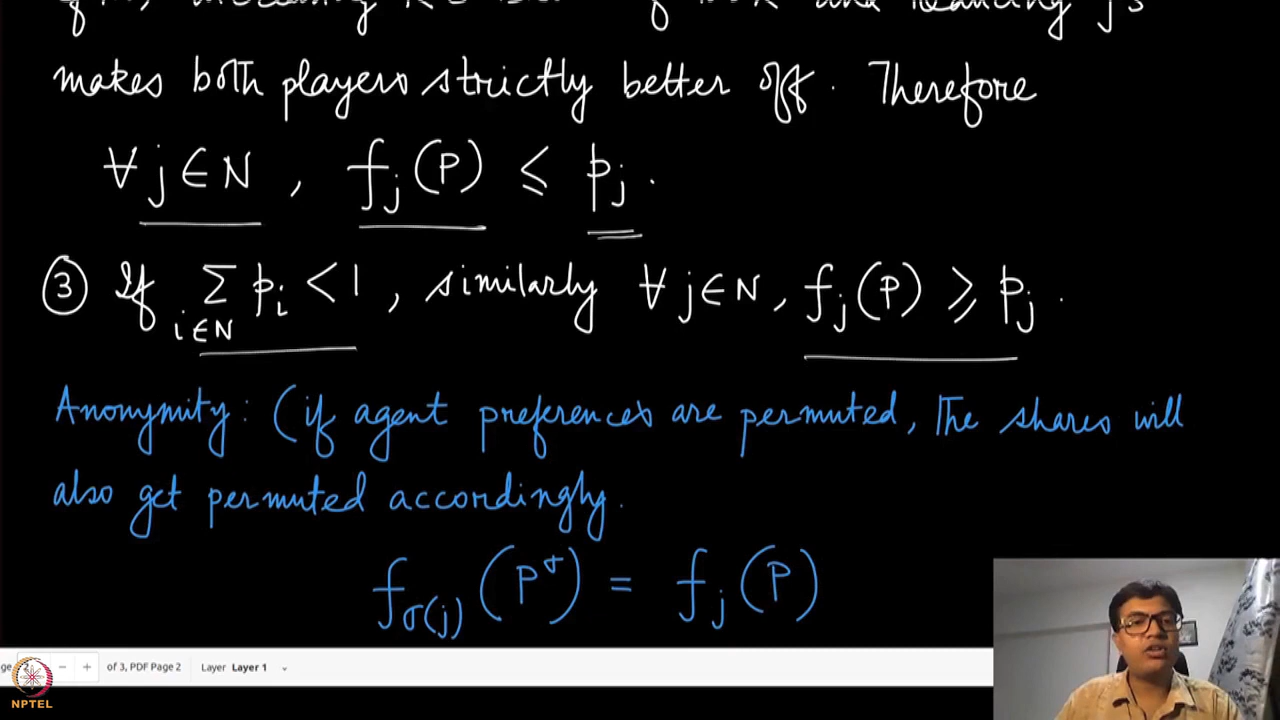 makes both players strictly better off. Therefore
∀ j ∈ N , f_j (P) ≤ p_j .
③ If ∑_{i∈N} p_i < 1 , similarly ∀ j ∈ N , f_j (P) ≥ p_j .
Anonymity : (if agent preferences are permuted, the shares will
also get permuted accordingly.
f_{σ(j)} (P^σ) = f_j (P)
of 3, PDF Page 2 Layer Layer 1
NPTEL